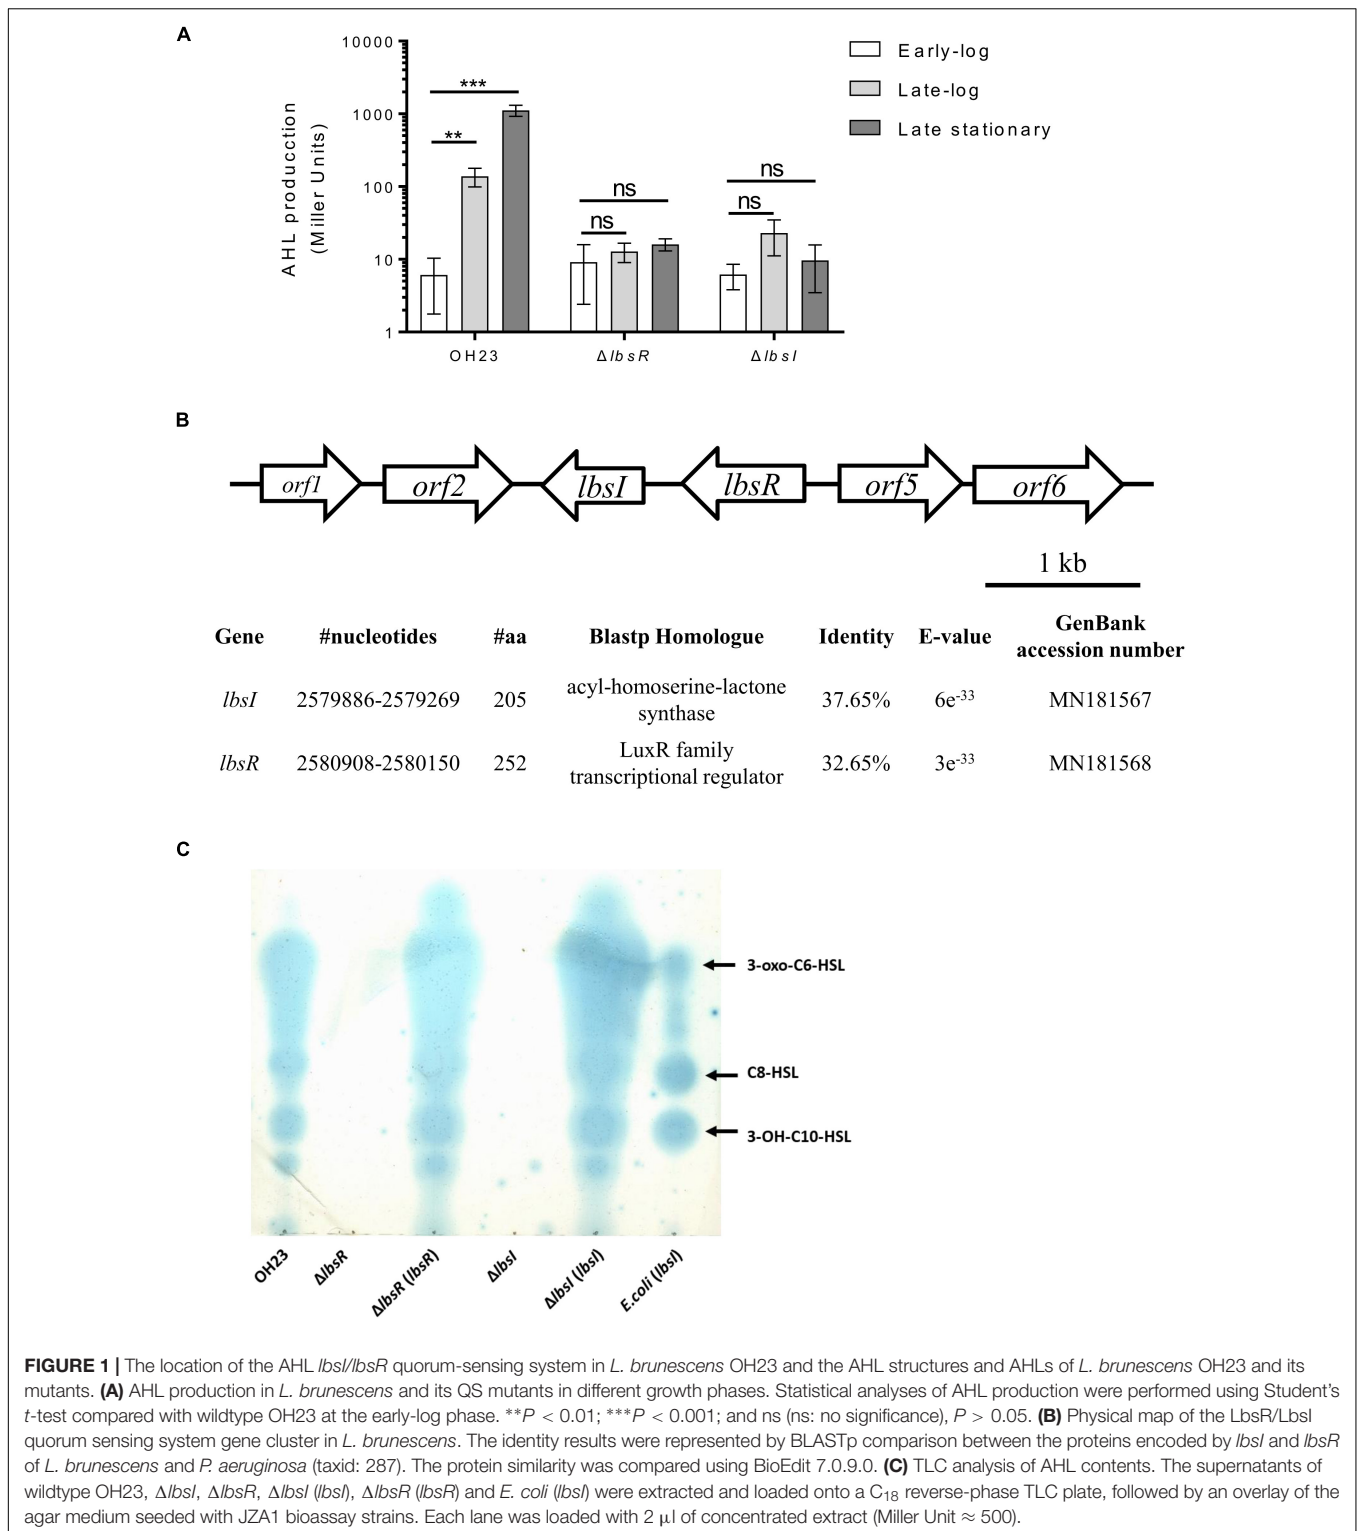 A
10000
1000
100
10
1
AHL producction
(Miller Units)
***
**
ns
ns
ns
ns
OH23
ΔlbsR
ΔlbsI
Early-log
Late-log
Late stationary
B
orf1 orf2 lbsI lbsR orf5 orf6
1 kb
Gene #nucleotides #aa Blastp Homologue Identity E-value GenBank accession number
lbsI 2579886-2579269 205 acyl-homoserine-lactone synthase 37.65% 6e-33 MN181567
lbsR 2580908-2580150 252 LuxR family transcriptional regulator 32.65% 3e-33 MN181568
C
3-oxo-C6-HSL
C8-HSL
3-OH-C10-HSL
OH23
ΔlbsR
ΔlbsR (lbsR)
ΔlbsI
ΔlbsI (lbsI)
E.coli (lbsI)
FIGURE 1 | The location of the AHL lbsI/lbsR quorum-sensing system in L. brunescens OH23 and the AHL structures and AHLs of L. brunescens OH23 and its
mutants. (A) AHL production in L. brunescens and its QS mutants in different growth phases. Statistical analyses of AHL production were performed using Student’s
t-test compared with wildtype OH23 at the early-log phase. **P < 0.01; ***P < 0.001; and ns (ns: no significance), P > 0.05. (B) Physical map of the LbsR/LbsI
quorum sensing system gene cluster in L. brunescens. The identity results were represented by BLASTp comparison between the proteins encoded by lbsI and lbsR
of L. brunescens and P. aeruginosa (taxid: 287). The protein similarity was compared using BioEdit 7.0.9.0. (C) TLC analysis of AHL contents. The supernatants of
wildtype OH23, ΔlbsI, ΔlbsR, ΔlbsI (lbsI), ΔlbsR (lbsR) and E. coli (lbsI) were extracted and loaded onto a C18 reverse-phase TLC plate, followed by an overlay of the
agar medium seeded with JZA1 bioassay strains. Each lane was loaded with 2 μl of concentrated extract (Miller Unit ≈ 500).